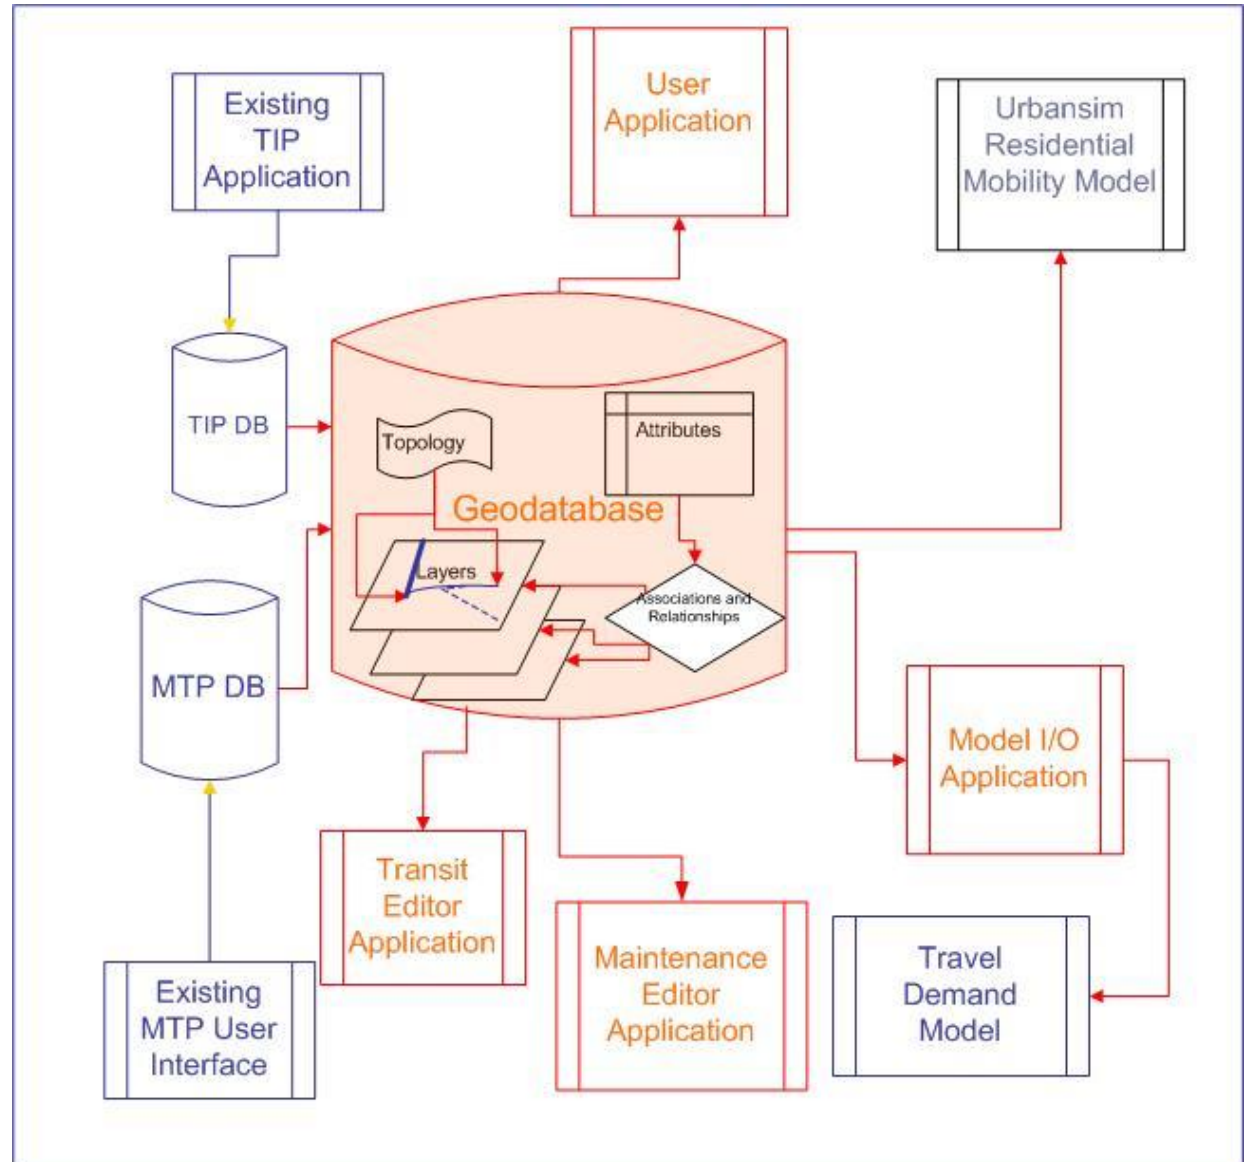 User
Application
Existing
TIP
Application
Urbansim
Residential
Mobility Model
TIP DB
Topology
Attributes
Geodatabase
Layers
Associations and
Relationships
MTP DB
Model I/O
Application
Transit
Editor
Application
Maintenance
Editor
Application
Travel
Demand
Model
Existing
MTP User
Interface